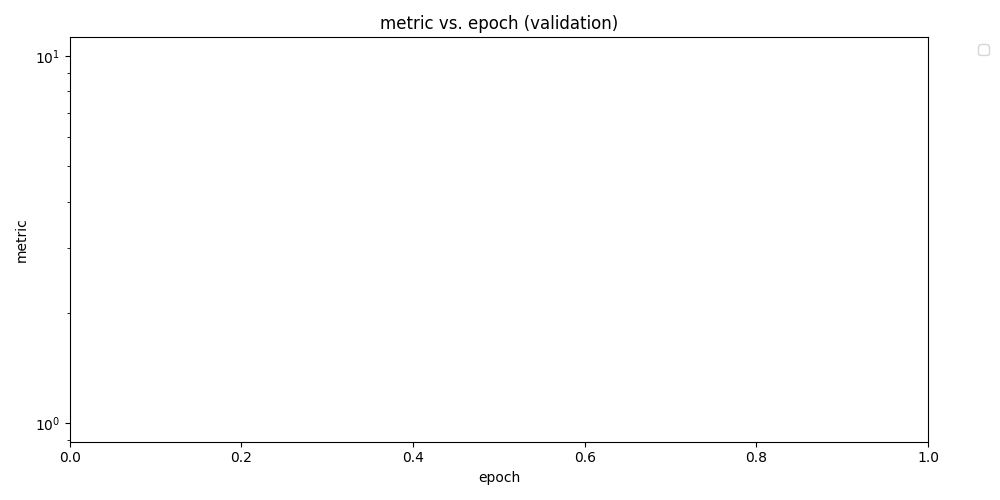 metric vs. epoch (validation)
10¹
metric
10⁰
0.0 0.2 0.4 0.6 0.8 1.0
epoch